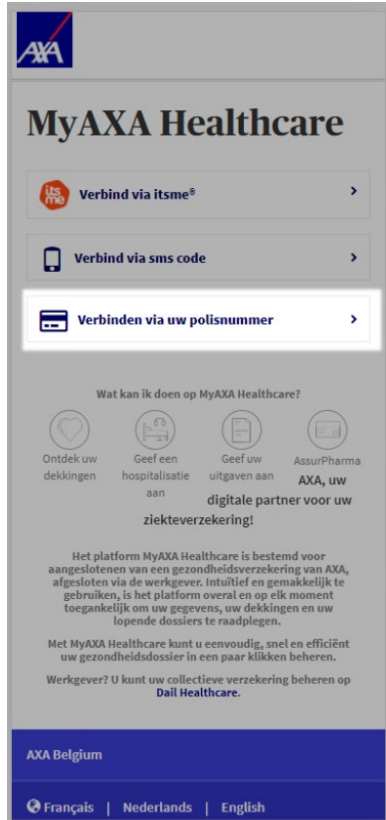 AXA
MyAXA Healthcare
its
me
Verbind via itsme®
Verbind via sms code
Verbinden via uw polisnummer
Wat kan ik doen op MyAXA Healthcare?
Ontdek uw
dekkingen
Geef een
hospitalisatie
aan
Geef uw
uitgaven aan
AssurPharma
AXA, uw
digitale partner voor uw
ziekteverzekering!
Het platform MyAXA Healthcare is bestemd voor
aangeslotenen van een gezondheidsverzekering van AXA,
afgesloten via de werkgever. Intuïtief en gemakkelijk te
gebruiken, is het platform overal en op elk moment
toegankelijk om uw gegevens, uw dekkingen en uw
lopende dossiers te raadplegen.
Met MyAXA Healthcare kunt u eenvoudig, snel en efficiënt
uw gezondheidsdossier in een paar klikken beheren.
Werkgever? U kunt uw collectieve verzekering beheren op
Dail Healthcare.
AXA Belgium
Français | Nederlands | English